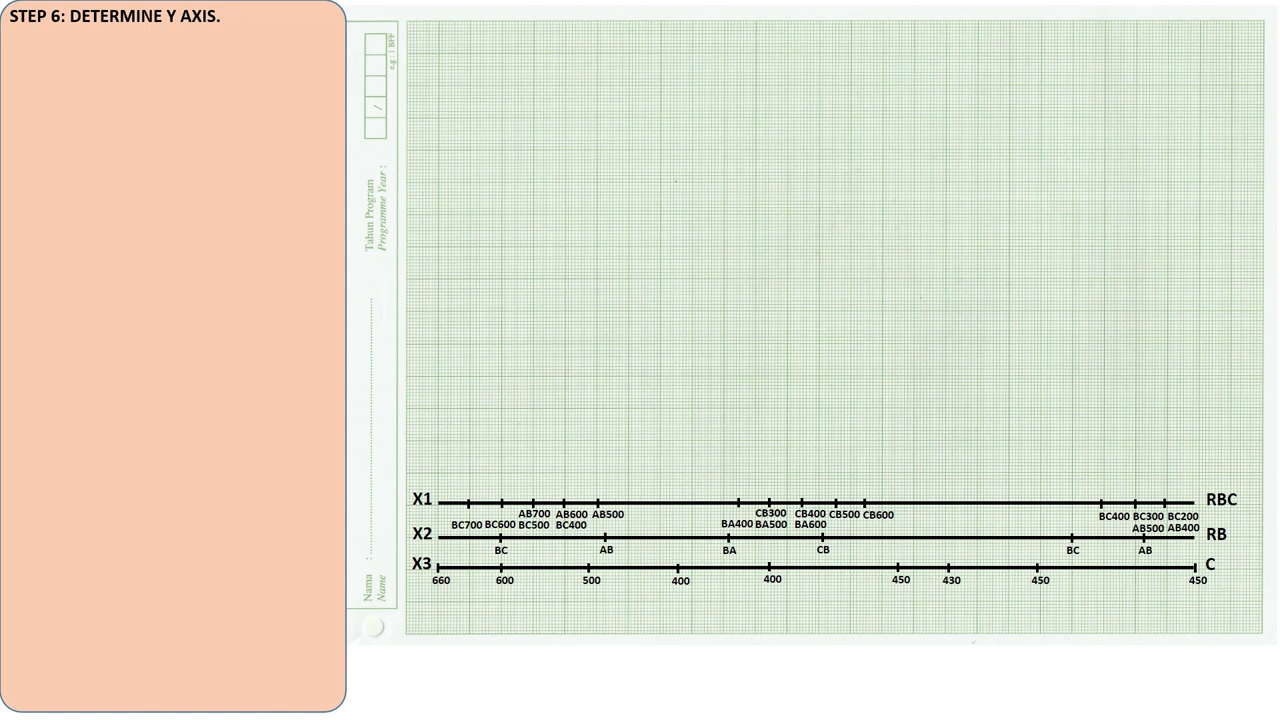 STEP 6: DETERMINE Y AXIS.
e.g.: 1 BPP
/
Tahun Program
Programme Year :
Nama :
Name
X1 RBC
AB700 AB600 AB500 CB300 CB400 CB500 CB600 BC400 BC300 BC200
BC700 BC600 BC500 BC400 BA400 BA500 BA600 AB500 AB400
X2 RB
BC AB BA CB BC AB
X3 C
660 600 500 400 400 450 430 450 450